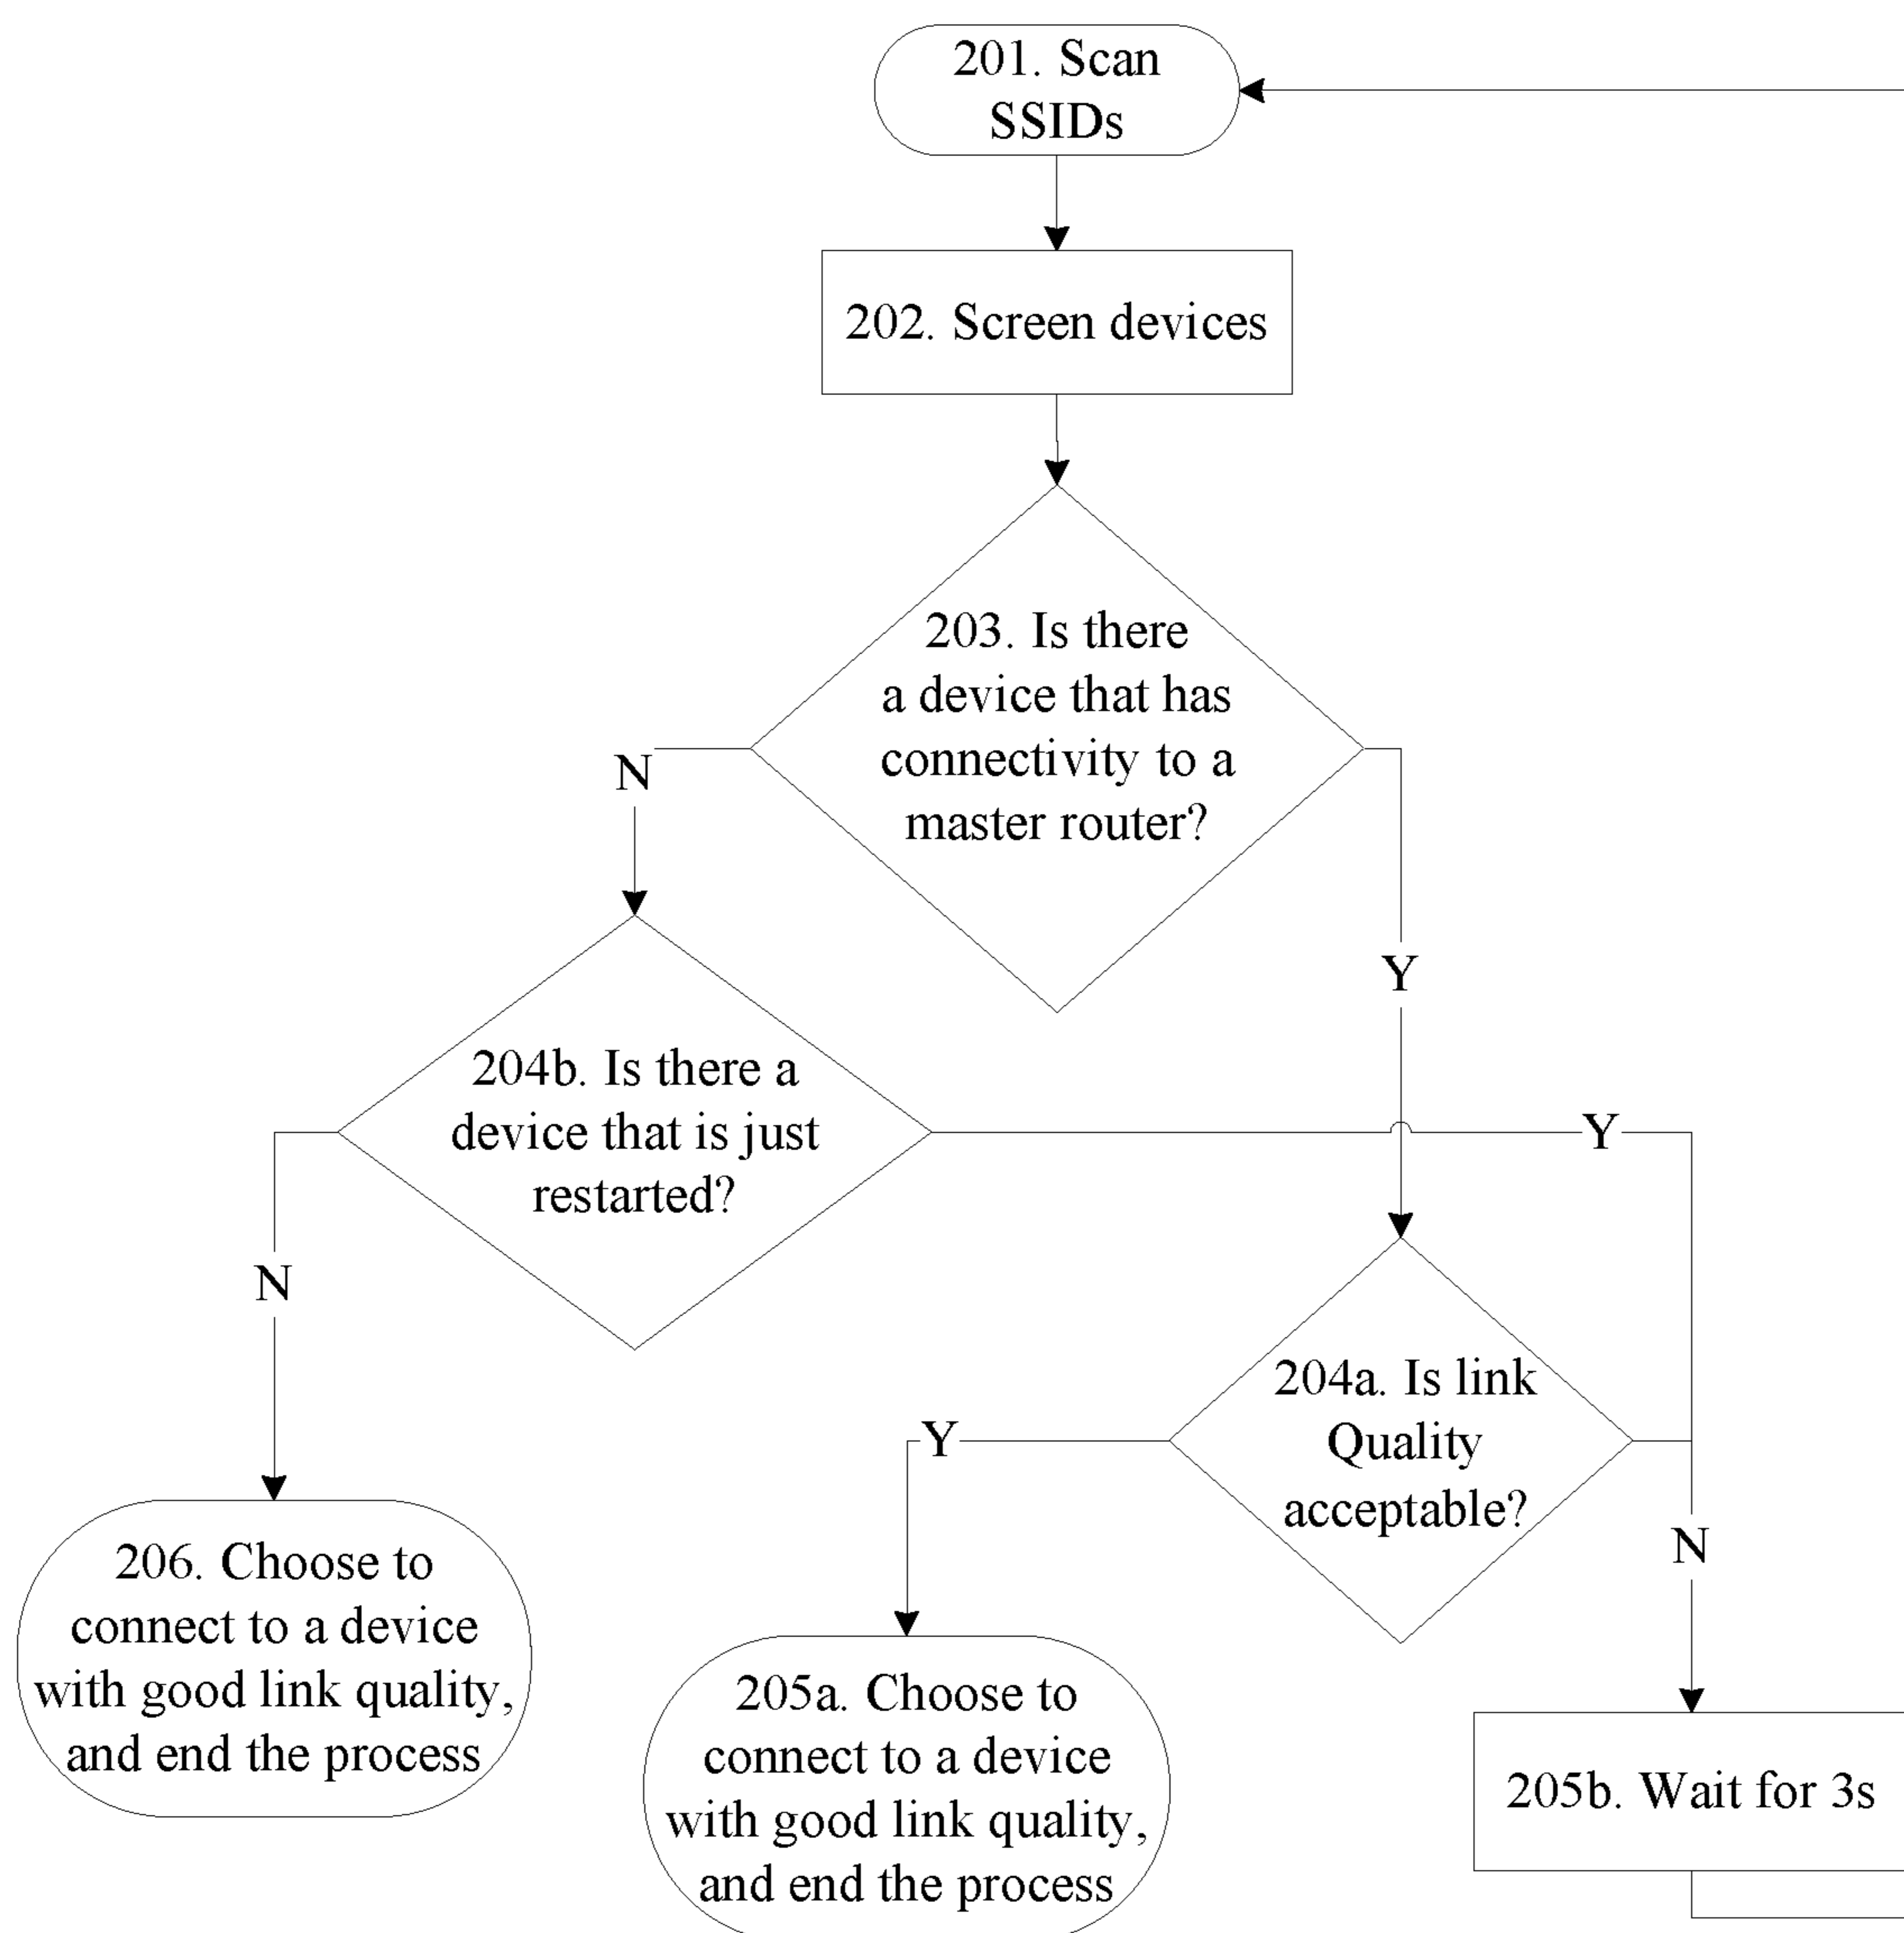 201. Scan
SSIDs
202. Screen devices
203. Is there
a device that has
connectivity to a
master router?
N
Y
204b. Is there a
device that is just
restarted?
Y
N
204a. Is link
Quality
acceptable?
Y
N
206. Choose to
connect to a device
with good link quality,
and end the process
205a. Choose to
connect to a device
with good link quality,
and end the process
205b. Wait for 3s